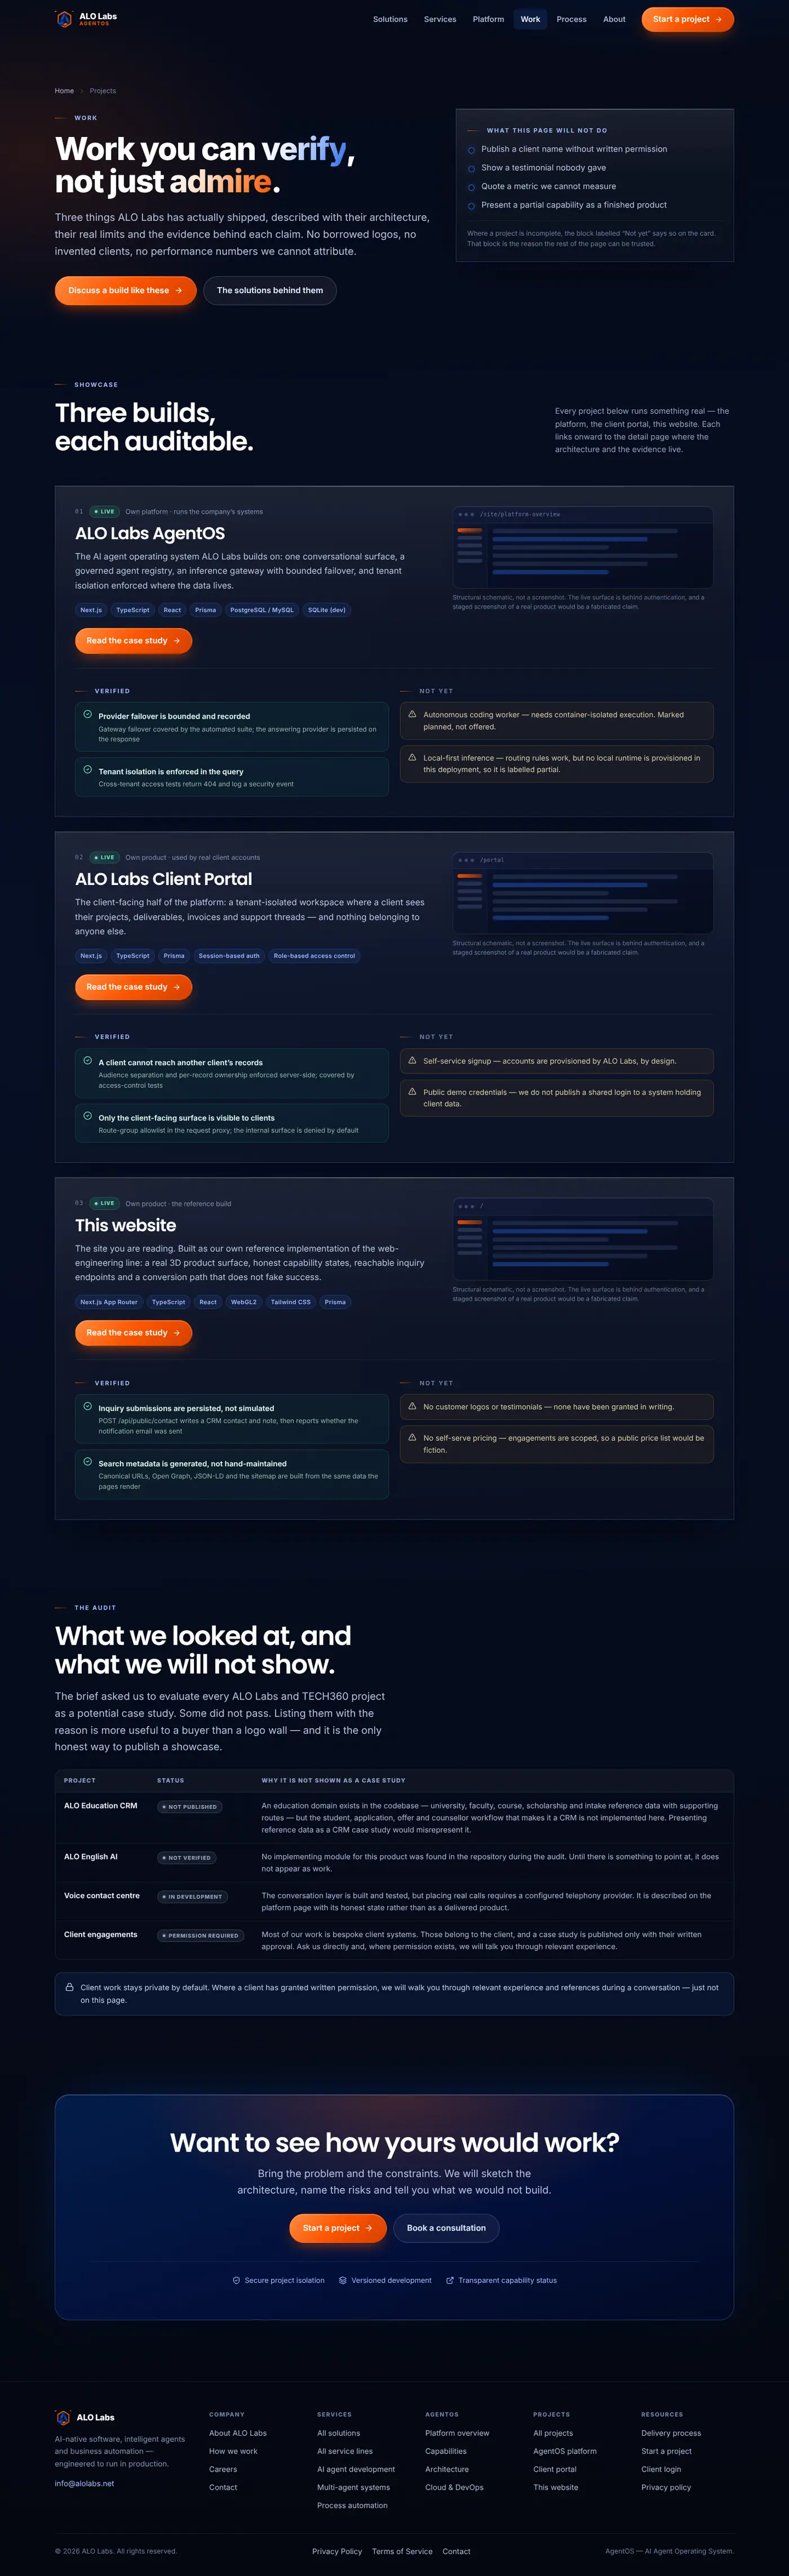 ALO Labs
AGENTOS
Solutions
Services
Platform
Work
Process
About
Start a project
Home
Projects
WORK
Work you can verify,
not just admire.
Three things ALO Labs has actually shipped, described with their architecture,
their real limits and the evidence behind each claim. No borrowed logos, no
invented clients, no performance numbers we cannot attribute.
Discuss a build like these
The solutions behind them
WHAT THIS PAGE WILL NOT DO
Publish a client name without written permission
Show a testimonial nobody gave
Quote a metric we cannot measure
Present a partial capability as a finished product
Where a project is incomplete, the block labelled “Not yet” says so on the card.
That block is the reason the rest of the page can be trusted.
SHOWCASE
Three builds,
each auditable.
Every project below runs something real — the
platform, the client portal, this website. Each
links onward to the detail page where the
architecture and the evidence live.
01
LIVE
Own platform · runs the company’s systems
ALO Labs AgentOS
The AI agent operating system ALO Labs builds on: one conversational surface, a
governed agent registry, an inference gateway with bounded failover, and tenant
isolation enforced where the data lives.
Next.js
TypeScript
React
Prisma
PostgreSQL / MySQL
SQLite (dev)
Read the case study
/site/platform-overview
Structural schematic, not a screenshot. The live surface is behind authentication, and a
staged screenshot of a real product would be a fabricated claim.
VERIFIED
Provider failover is bounded and recorded
Gateway failover covered by the automated suite; the answering provider is persisted on
the response
Tenant isolation is enforced in the query
Cross-tenant access tests return 404 and log a security event
NOT YET
Autonomous coding worker — needs container-isolated execution. Marked
planned, not offered.
Local-first inference — routing rules work, but no local runtime is provisioned in
this deployment, so it is labelled partial.
02
LIVE
Own product · used by real client accounts
ALO Labs Client Portal
The client-facing half of the platform: a tenant-isolated workspace where a client sees
their projects, deliverables, invoices and support threads — and nothing belonging to
anyone else.
Next.js
TypeScript
Prisma
Session-based auth
Role-based access control
Read the case study
/portal
Structural schematic, not a screenshot. The live surface is behind authentication, and a
staged screenshot of a real product would be a fabricated claim.
VERIFIED
A client cannot reach another client’s records
Audience separation and per-record ownership enforced server-side; covered by
access-control tests
Only the client-facing surface is visible to clients
Route-group allowlist in the request proxy; the internal surface is denied by default
NOT YET
Self-service signup — accounts are provisioned by ALO Labs, by design.
Public demo credentials — we do not publish a shared login to a system holding
client data.
03
LIVE
Own product · the reference build
This website
The site you are reading. Built as our own reference implementation of the web-
engineering line: a real 3D product surface, honest capability states, reachable inquiry
endpoints and a conversion path that does not fake success.
Next.js App Router
TypeScript
React
WebGL2
Tailwind CSS
Prisma
Read the case study
/
Structural schematic, not a screenshot. The live surface is behind authentication, and a
staged screenshot of a real product would be a fabricated claim.
VERIFIED
Inquiry submissions are persisted, not simulated
POST /api/public/contact writes a CRM contact and note, then reports whether the
notification email was sent
Search metadata is generated, not hand-maintained
Canonical URLs, Open Graph, JSON-LD and the sitemap are built from the same data the
pages render
NOT YET
No customer logos or testimonials — none have been granted in writing.
No self-serve pricing — engagements are scoped, so a public price list would be
fiction.
THE AUDIT
What we looked at, and
what we will not show.
The brief asked us to evaluate every ALO Labs and TECH360 project
as a potential case study. Some did not pass. Listing them with the
reason is more useful to a buyer than a logo wall — and it is the only
honest way to publish a showcase.
PROJECT
STATUS
WHY IT IS NOT SHOWN AS A CASE STUDY
ALO Education CRM
NOT PUBLISHED
An education domain exists in the codebase — university, faculty, course, scholarship and intake reference data with supporting
routes — but the student, application, offer and counsellor workflow that makes it a CRM is not implemented here. Presenting
reference data as a CRM case study would misrepresent it.
ALO English AI
NOT VERIFIED
No implementing module for this product was found in the repository during the audit. Until there is something to point at, it does
not appear as work.
Voice contact centre
IN DEVELOPMENT
The conversation layer is built and tested, but placing real calls requires a configured telephony provider. It is described on the
platform page with its honest state rather than as a delivered product.
Client engagements
PERMISSION REQUIRED
Most of our work is bespoke client systems. Those belong to the client, and a case study is published only with their written
approval. Ask us directly and, where permission exists, we will talk you through relevant experience.
Client work stays private by default. Where a client has granted written permission, we will walk you through relevant experience and references during a conversation — just not
on this page.
Want to see how yours would work?
Bring the problem and the constraints. We will sketch the
architecture, name the risks and tell you what we would not build.
Start a project
Book a consultation
Secure project isolation
Versioned development
Transparent capability status
ALO Labs
AI-native software, intelligent agents
and business automation —
engineered to run in production.
info@alolabs.net
COMPANY
About ALO Labs
How we work
Careers
Contact
SERVICES
All solutions
All service lines
AI agent development
Multi-agent systems
Process automation
AGENTOS
Platform overview
Capabilities
Architecture
Cloud & DevOps
PROJECTS
All projects
AgentOS platform
Client portal
This website
RESOURCES
Delivery process
Start a project
Client login
Privacy policy
© 2026 ALO Labs. All rights reserved.
Privacy Policy
Terms of Service
Contact
AgentOS — AI Agent Operating System.